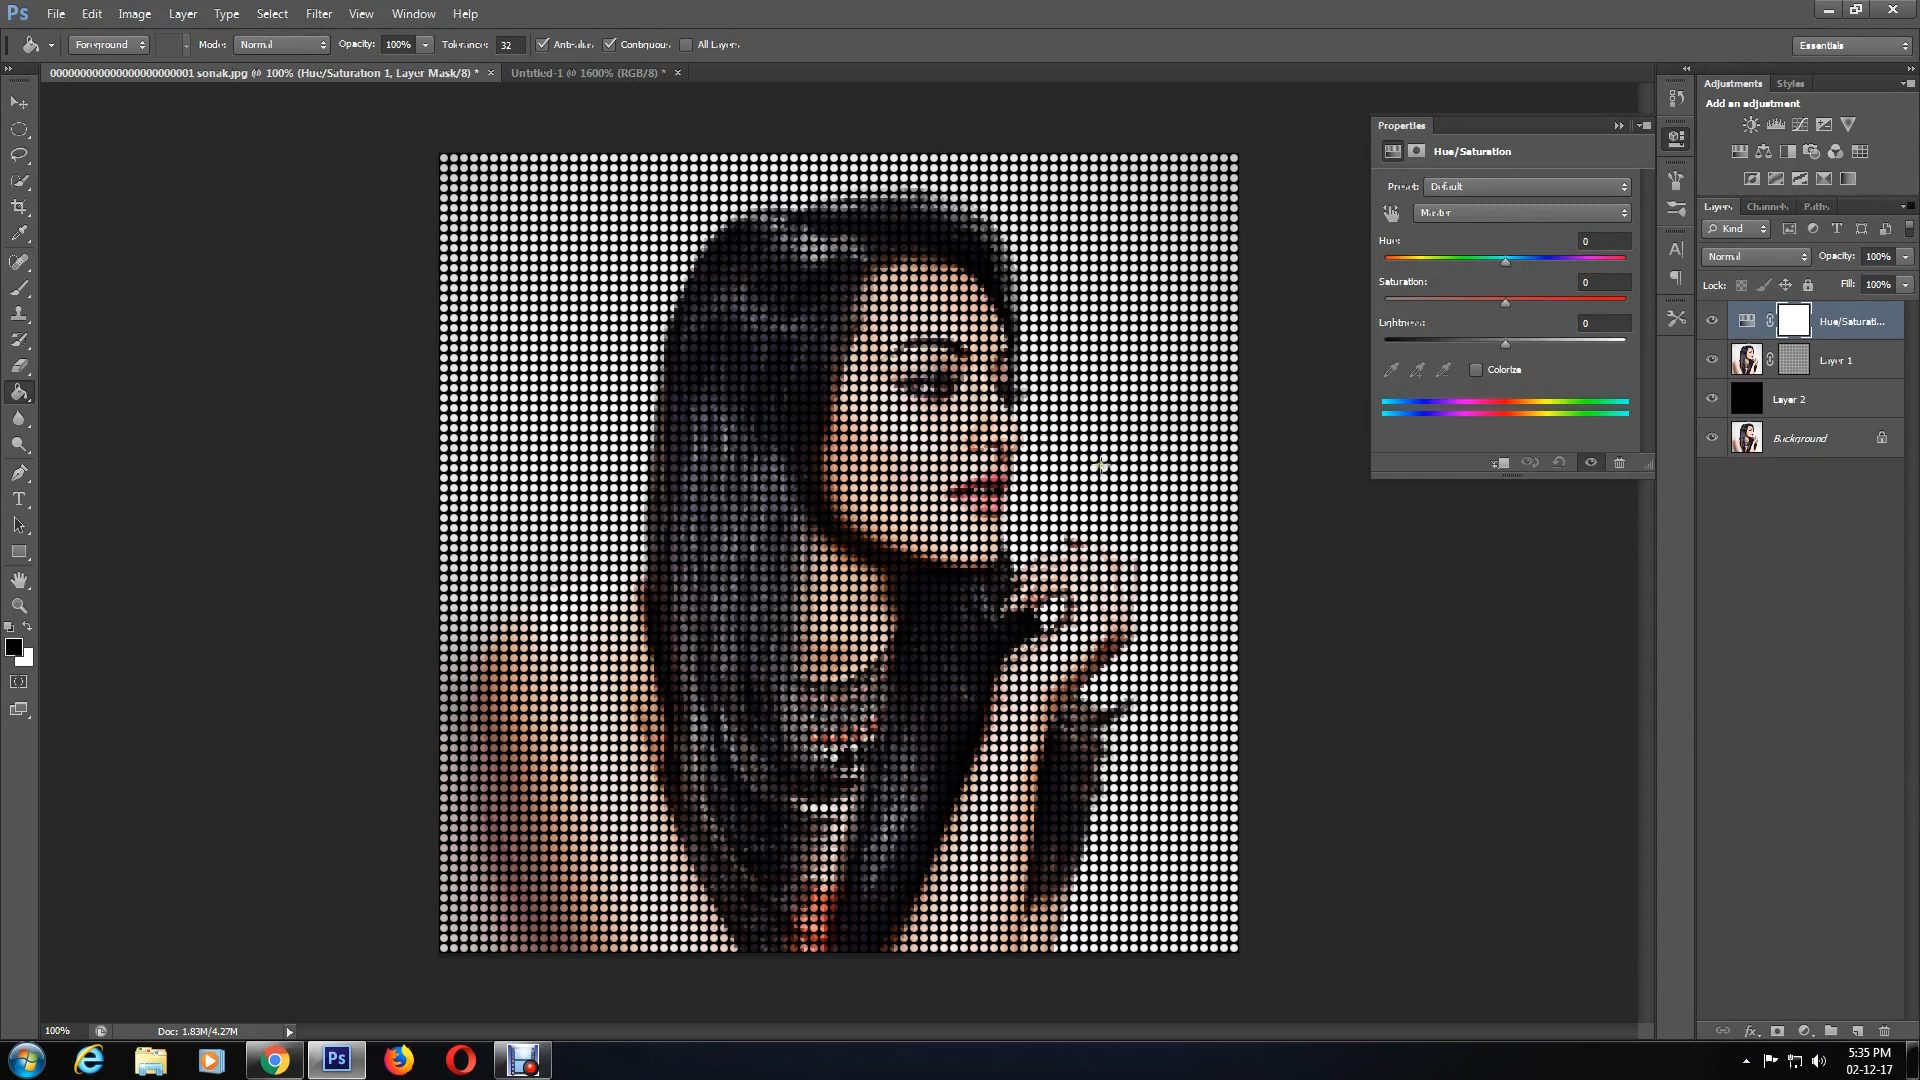 Ps File Edit Image Layer Type Select Filter View Window Help
Foreground Mode: Normal Opacity: 100% Tolerance: 32 Anti-alias Contiguous All Layers Essentials
000000000000000000000001 sonak.jpg @ 100% (Hue/Saturation 1, Layer Mask/8) * × Untitled-1 @ 1600% (RGB/8) * ×
Adjustments Styles
Add an adjustment
Properties
Hue/Saturation
Preset: Default
Master
Hue: 0
Saturation: 0
Lightness: 0
Colorize
Layers Channels Paths
Kind
Normal Opacity: 100%
Lock: Fill: 100%
Hue/Saturati...
Layer 1
Layer 2
Background
100% Doc: 1.83M/4.27M
Ps
5:35 PM
02-12-17